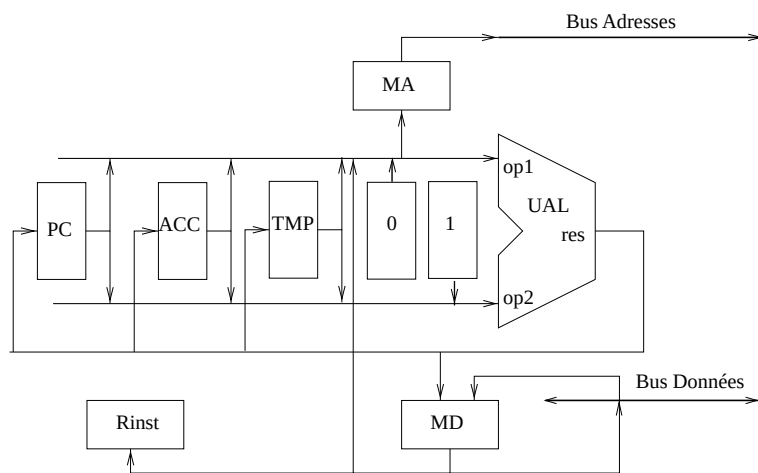 Bus Adresses
MA
op1
PC
ACC
TMP
0
1
UAL
res
op2
Bus Données
Rinst
MD